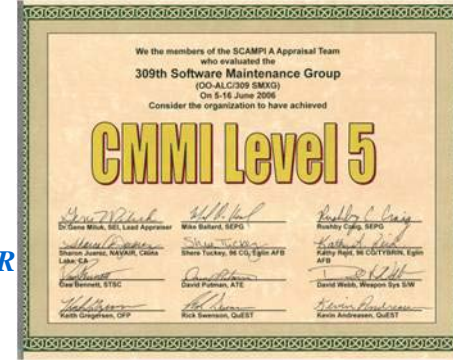 We the members of the SCAMPI A Appraisal Team
who evaluated the
309th Software Maintenance Group
(OO-ALC/309 SMXG)
On 5-16 June 2006
Consider the organization to have achieved
CMMI Level 5
Dr. Gene Miluk, SEI, Lead Appraiser
Mike Ballard, SEPG
Rushby Craig, SEPG
Sharon Juarez, NAVAIR, China Lake, CA
Shere Tuckey, 96 CG, Eglin AFB
Kathy Reid, 96 CG/TYBRIN, Eglin AFB
R
Dee Bennett, STSC
David Putman, ATE
David Webb, Weapon Sys S/W
Keith Gregersen, OFP
Rick Swenson, QuEST
Kevin Andreasen, QuEST